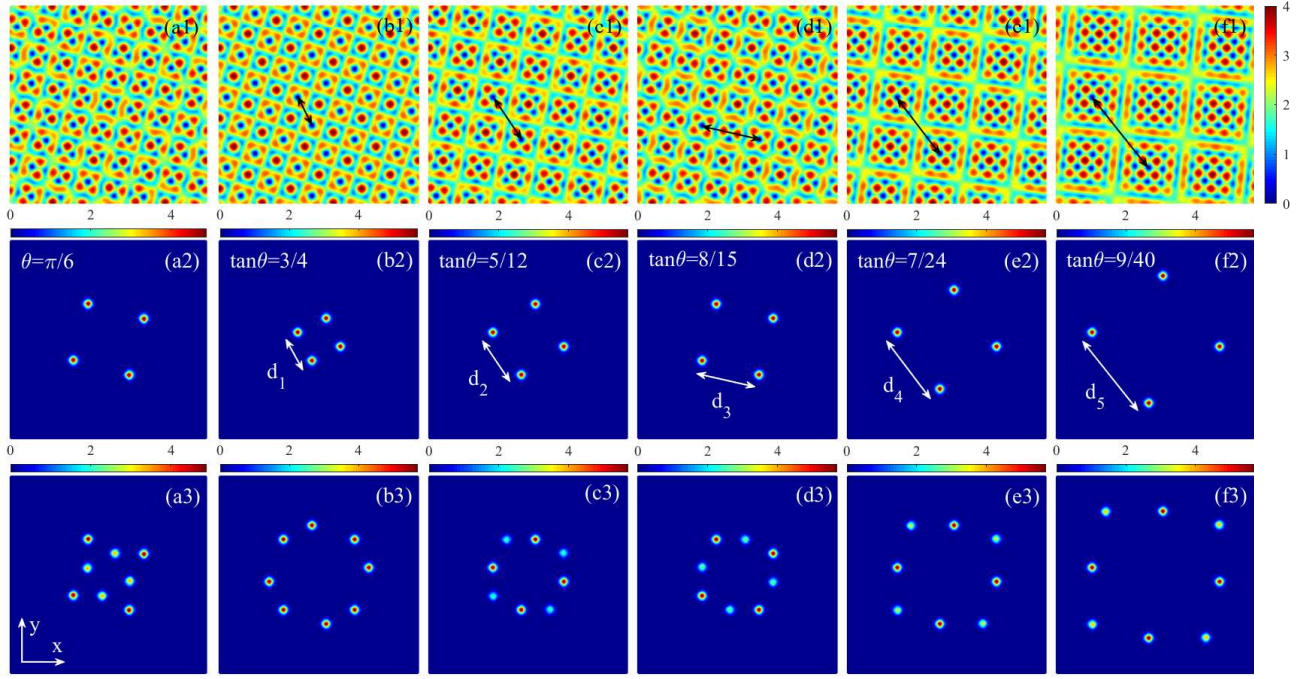 (a1) (b1) (c1) (d1) (e1) (f1)
4
3
2
1
0
0 2 4 0 2 4 0 2 4 0 2 4 0 2 4 0 2 4
θ=π/6 (a2) tanθ=3/4 (b2) tanθ=5/12 (c2) tanθ=8/15 (d2) tanθ=7/24 (e2) tanθ=9/40 (f2)
d₁ d₂ d₃ d₄ d₅
0 2 4 0 2 4 0 2 4 0 2 4 0 2 4 0 2 4
(a3) (b3) (c3) (d3) (e3) (f3)
y
x